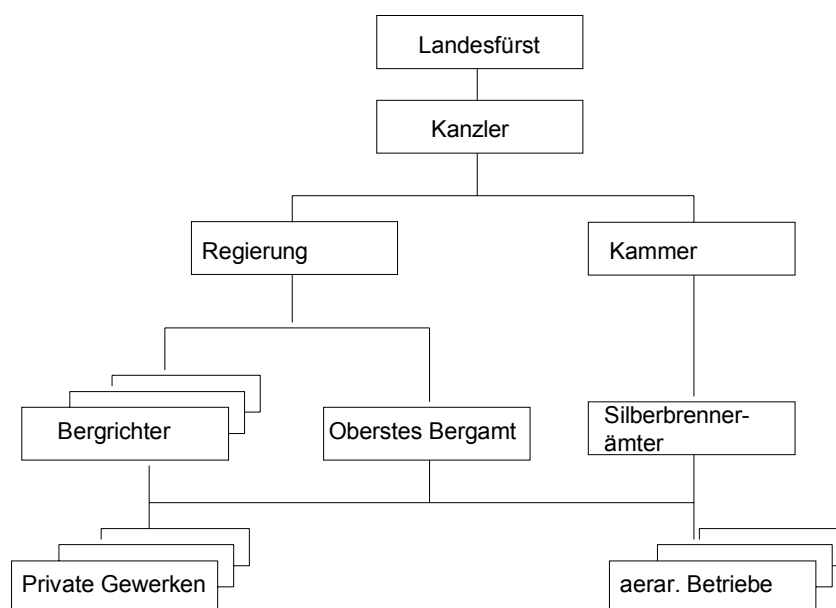 Landesfürst
Kanzler
Regierung
Kammer
Bergrichter
Oberstes Bergamt
Silberbrenner-
ämter
Private Gewerken
aerar. Betriebe